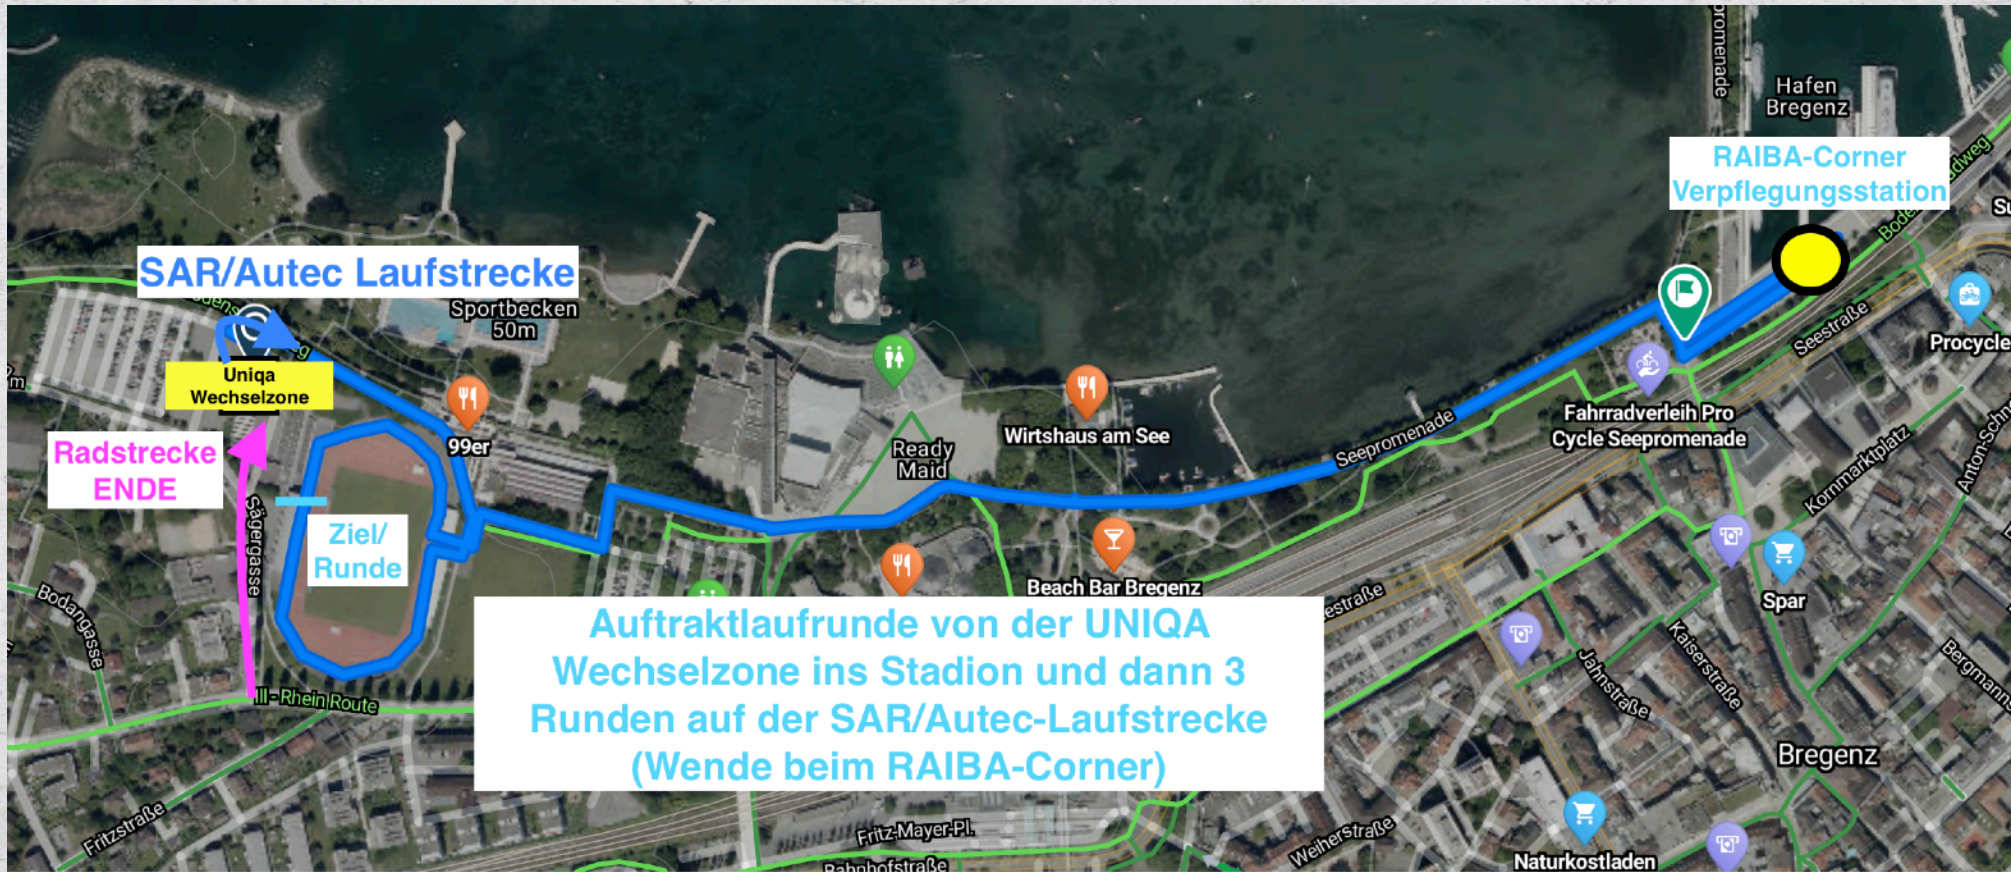 promenade
Hafen
Bregenz
RAIBA-Corner
Verpflegungsstation
SAR/Autec Laufstrecke
Sportbecken
50m
Uniqa
Wechselzone
99er
Radstrecke
ENDE
Ziel/
Runde
Sägergasse
Ready
Maid
Wirtshaus am See
Seepromenade
Fahrradverleih Pro
Cycle Seepromenade
Seestraße
Procycle
Kornmarktplatz
Beach Bar Bregenz
Spar
Bodangasse
III - Rhein Route
Auftraktlaufrunde von der UNIQA
Wechselzone ins Stadion und dann 3
Runden auf der SAR/Autec-Laufstrecke
(Wende beim RAIBA-Corner)
estraße
Jahnstraße
Kaiserstraße
Bregenz
Fritzstraße
Fritz-Mayer-Pl.
Bahnhofstraße
Weiherstraße
Naturkostladen